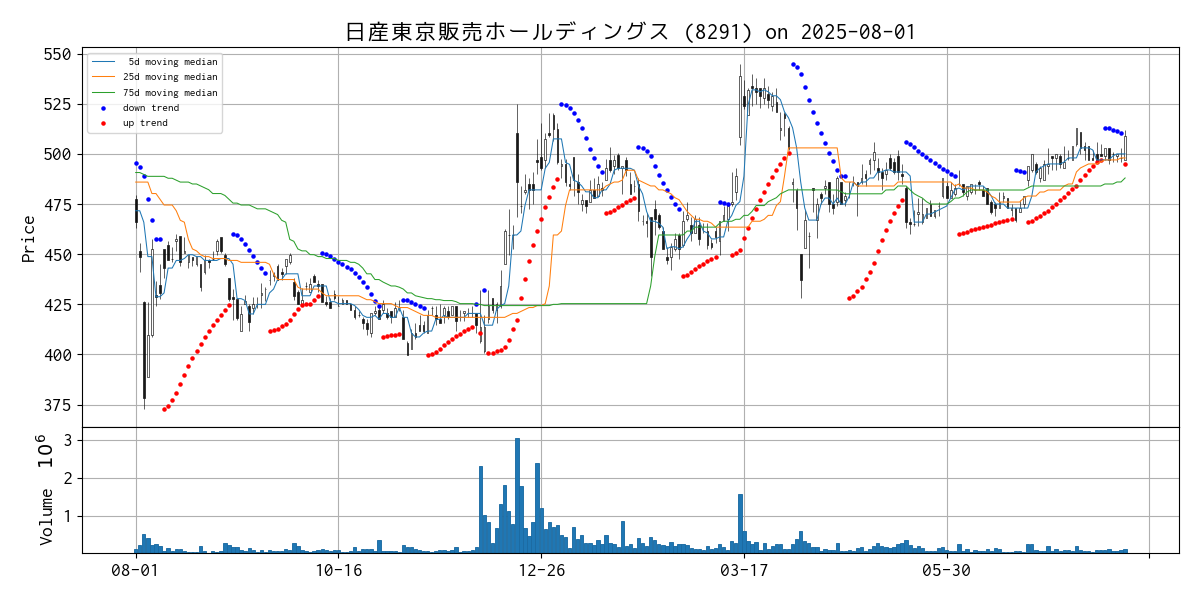 日産東京販売ホールディングス (8291) on 2025-08-01
5d moving median
25d moving median
75d moving median
down trend
up trend
Price
550
525
500
475
450
425
400
375
Volume 10^6
3
2
1
08-01
10-16
12-26
03-17
05-30